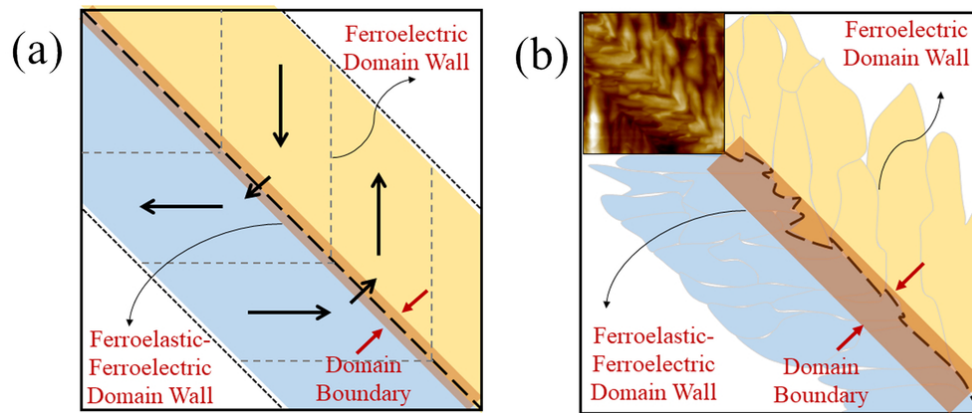 (a)
Ferroelectric
Domain Wall
Ferroelastic-
Ferroelectric
Domain Wall
Domain
Boundary
(b)
Ferroelectric
Domain Wall
Ferroelastic-
Ferroelectric
Domain Wall
Domain
Boundary